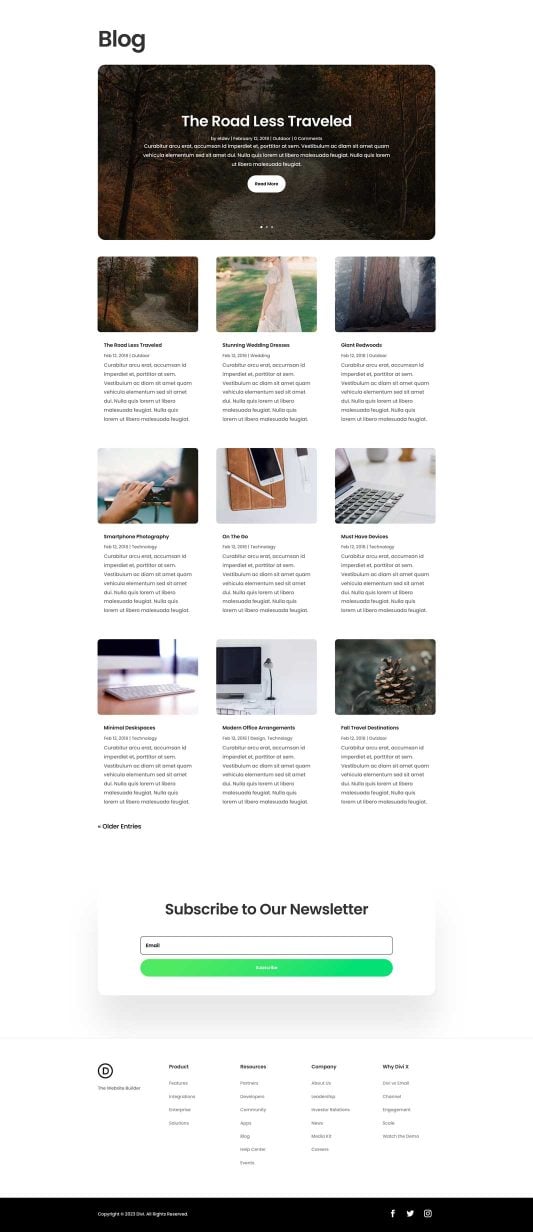 Blog
The Road Less Traveled
by eldev | February 12, 2018 | Outdoor | 0 Comments
Curabitur arcu erat, accumsan id imperdiet et, porttitor at sem. Vestibulum ac diam sit amet quam
vehicula elementum sed sit amet dui. Nulla quis lorem ut libero malesuada feugiat. Nulla quis lorem
ut libero malesuada feugiat.
Read More
The Road Less Traveled
Feb 12, 2018 | Outdoor
Curabitur arcu erat, accumsan id
imperdiet et, porttitor at sem.
Vestibulum ac diam sit amet quam
vehicula elementum sed sit amet
dui. Nulla quis lorem ut libero
malesuada feugiat. Nulla quis
lorem ut libero malesuada feugiat.
Stunning Wedding Dresses
Feb 12, 2018 | Wedding
Curabitur arcu erat, accumsan id
imperdiet et, porttitor at sem.
Vestibulum ac diam sit amet quam
vehicula elementum sed sit amet
dui. Nulla quis lorem ut libero
malesuada feugiat. Nulla quis
lorem ut libero malesuada feugiat.
Giant Redwoods
Feb 12, 2018 | Outdoor
Curabitur arcu erat, accumsan id
imperdiet et, porttitor at sem.
Vestibulum ac diam sit amet quam
vehicula elementum sed sit amet
dui. Nulla quis lorem ut libero
malesuada feugiat. Nulla quis
lorem ut libero malesuada feugiat.
Smartphone Photography
Feb 12, 2018 | Technology
Curabitur arcu erat, accumsan id
imperdiet et, porttitor at sem.
Vestibulum ac diam sit amet quam
vehicula elementum sed sit amet
dui. Nulla quis lorem ut libero
malesuada feugiat. Nulla quis
lorem ut libero malesuada feugiat.
On The Go
Feb 12, 2018 | Technology
Curabitur arcu erat, accumsan id
imperdiet et, porttitor at sem.
Vestibulum ac diam sit amet quam
vehicula elementum sed sit amet
dui. Nulla quis lorem ut libero
malesuada feugiat. Nulla quis
lorem ut libero malesuada feugiat.
Must Have Devices
Feb 12, 2018 | Technology
Curabitur arcu erat, accumsan id
imperdiet et, porttitor at sem.
Vestibulum ac diam sit amet quam
vehicula elementum sed sit amet
dui. Nulla quis lorem ut libero
malesuada feugiat. Nulla quis
lorem ut libero malesuada feugiat.
Minimal Deskspaces
Feb 12, 2018 | Technology
Curabitur arcu erat, accumsan id
imperdiet et, porttitor at sem.
Vestibulum ac diam sit amet quam
vehicula elementum sed sit amet
dui. Nulla quis lorem ut libero
malesuada feugiat. Nulla quis
lorem ut libero malesuada feugiat.
Modern Office Arrangements
Feb 12, 2018 | Design, Technology
Curabitur arcu erat, accumsan id
imperdiet et, porttitor at sem.
Vestibulum ac diam sit amet quam
vehicula elementum sed sit amet
dui. Nulla quis lorem ut libero
malesuada feugiat. Nulla quis
lorem ut libero malesuada feugiat.
Fall Travel Destinations
Feb 12, 2018 | Outdoor
Curabitur arcu erat, accumsan id
imperdiet et, porttitor at sem.
Vestibulum ac diam sit amet quam
vehicula elementum sed sit amet
dui. Nulla quis lorem ut libero
malesuada feugiat. Nulla quis
lorem ut libero malesuada feugiat.
« Older Entries
Subscribe to Our Newsletter
Email
Subscribe
D
The Website Builder
Product
Features
Integrations
Enterprise
Solutions
Resources
Partners
Developers
Community
Apps
Blog
Help Center
Events
Company
About Us
Leadership
Investor Relations
News
Media Kit
Careers
Why Divi X
Divi vs Email
Channel
Engagement
Scale
Watch the Demo
Copyright © 2023 Divi. All Rights Reserved.